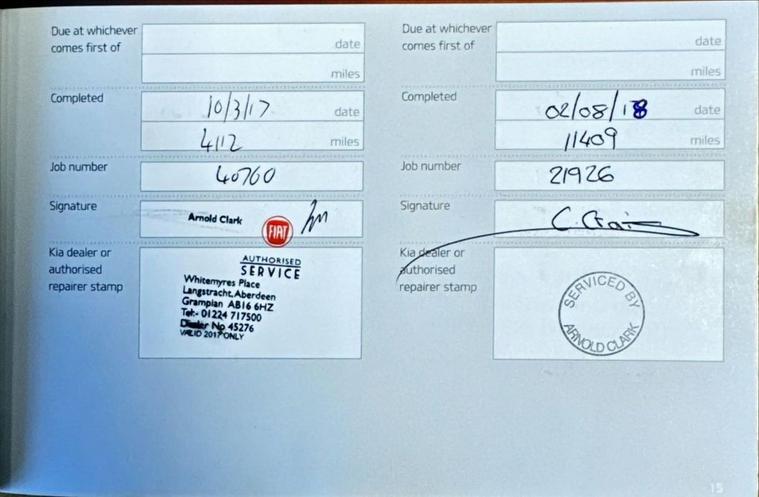 Due at whichever
comes first of
date
miles
Completed
10/3/17 date
4112 miles
Job number
40760
Signature
Arnold Clark
FIAT
Kia dealer or
authorised
repairer stamp
AUTHORISED
SERVICE
Whitemyres Place
Langstracht, Aberdeen
Grampian AB16 6HZ
Tel:- 01224 717500
Dealer No 45276
VALID 2017 ONLY
Due at whichever
comes first of
date
miles
Completed
02/08/18 date
11409 miles
Job number
21926
Signature
Kia dealer or
authorised
repairer stamp
SERVICED BY
ARNOLD CLARK
15